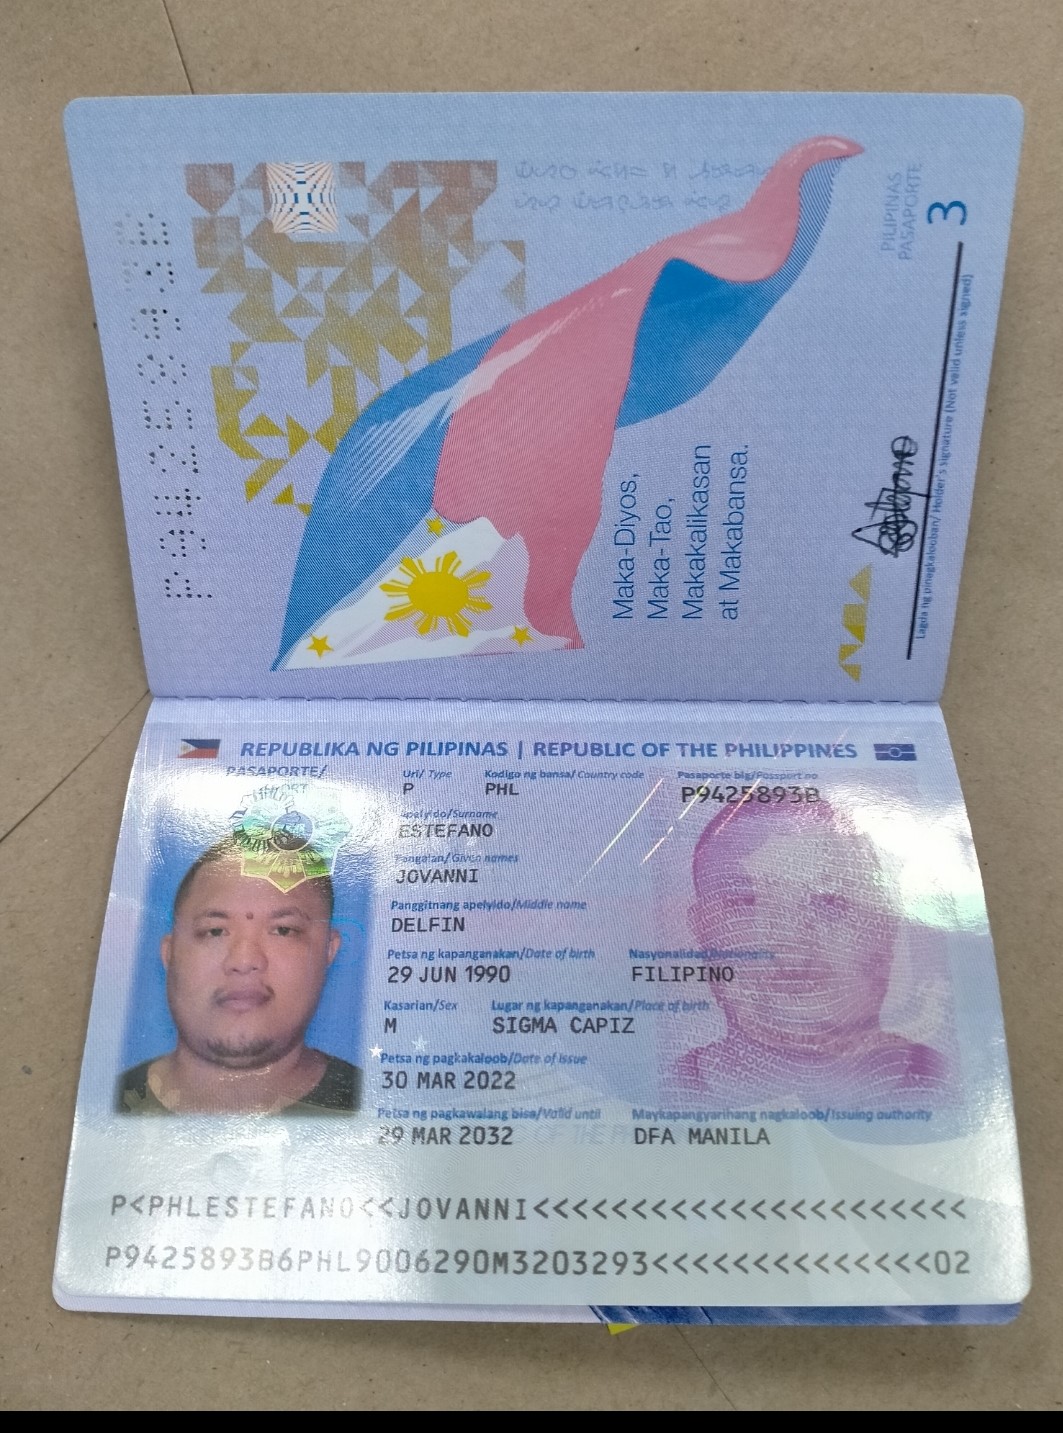 PILIPINAS
PASAPORTE
3
Maka-Diyos,
Maka-Tao,
Makakalikasan
at Makabansa.
Lagda ng pinagkalooban/ Holder's signature (Not valid unless signed)
REPUBLIKA NG PILIPINAS | REPUBLIC OF THE PHILIPPINES
PASAPORTE/
Uri/ Type Kodigo ng bansa/ Country code Pasaporte blg/Passport no
P PHL P9425893B
Apelyido/Surname
ESTEFANO
Pangalan/Given names
JOVANNI
Panggitnang apelyido/Middle name
DELFIN
Petsa ng kapanganakan/Date of birth Nasyonalidad/Nationality
29 JUN 1990 FILIPINO
Kasarian/Sex Lugar ng kapanganakan/Place of birth
M SIGMA CAPIZ
Petsa ng pagkakaloob/Date of issue
30 MAR 2022
Petsa ng pagkawalang bisa/Valid until Maykapangyarihang nagkaloob/Issuing authority
29 MAR 2032 DFA MANILA
P<PHLESTEFANO<<JOVANNI<<<<<<<<<<<<<<<<<<<<<<
P9425893B6PHL9006290M3203293<<<<<<<<<<<<<<02